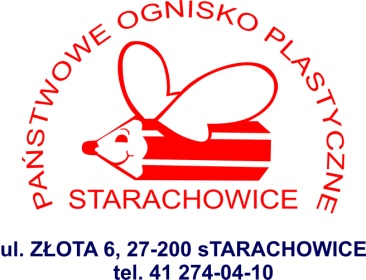 PAŃSTWOWE OGNISKO PLASTYCZNE
STARACHOWICE
ul. ZŁOTA 6, 27-200 sTARACHOWICE
tel. 41 274-04-10